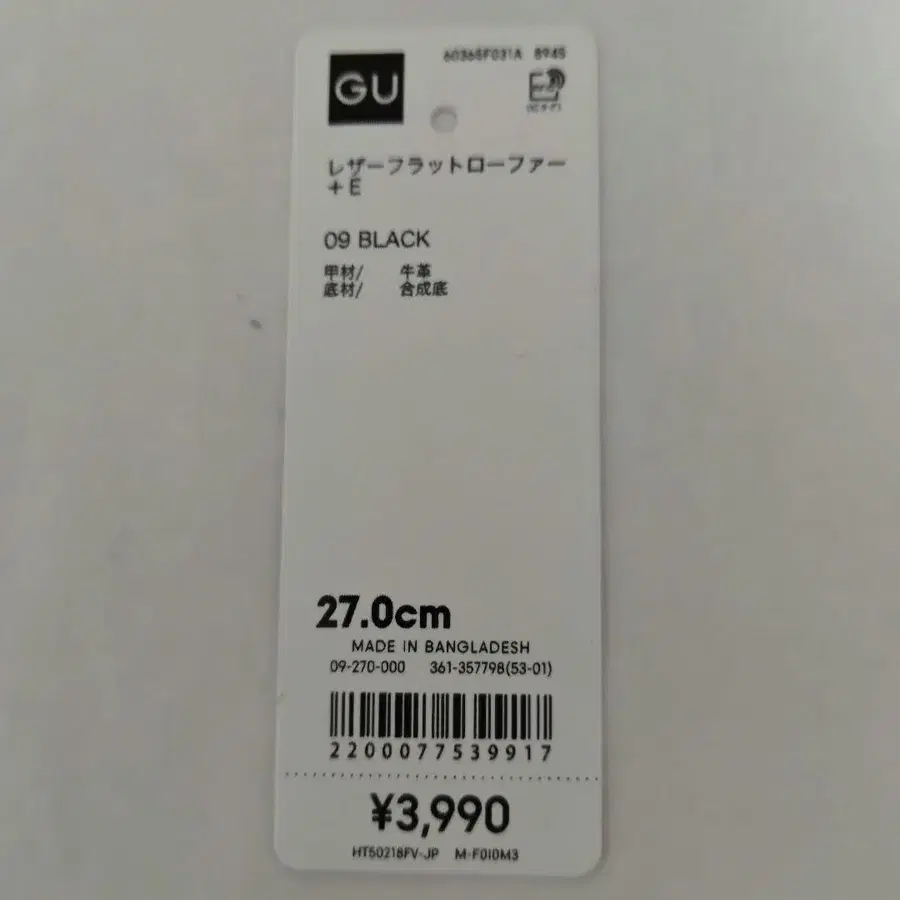 GU
60365F031A 894S
レザーフラットローファー
+E
09 BLACK
甲材/ 牛革
底材/ 合成底
27.0cm
MADE IN BANGLADESH
09-270-000 361-357798(53-01)
2200077539917
¥3,990
HT50218FV-JP M-F010M3